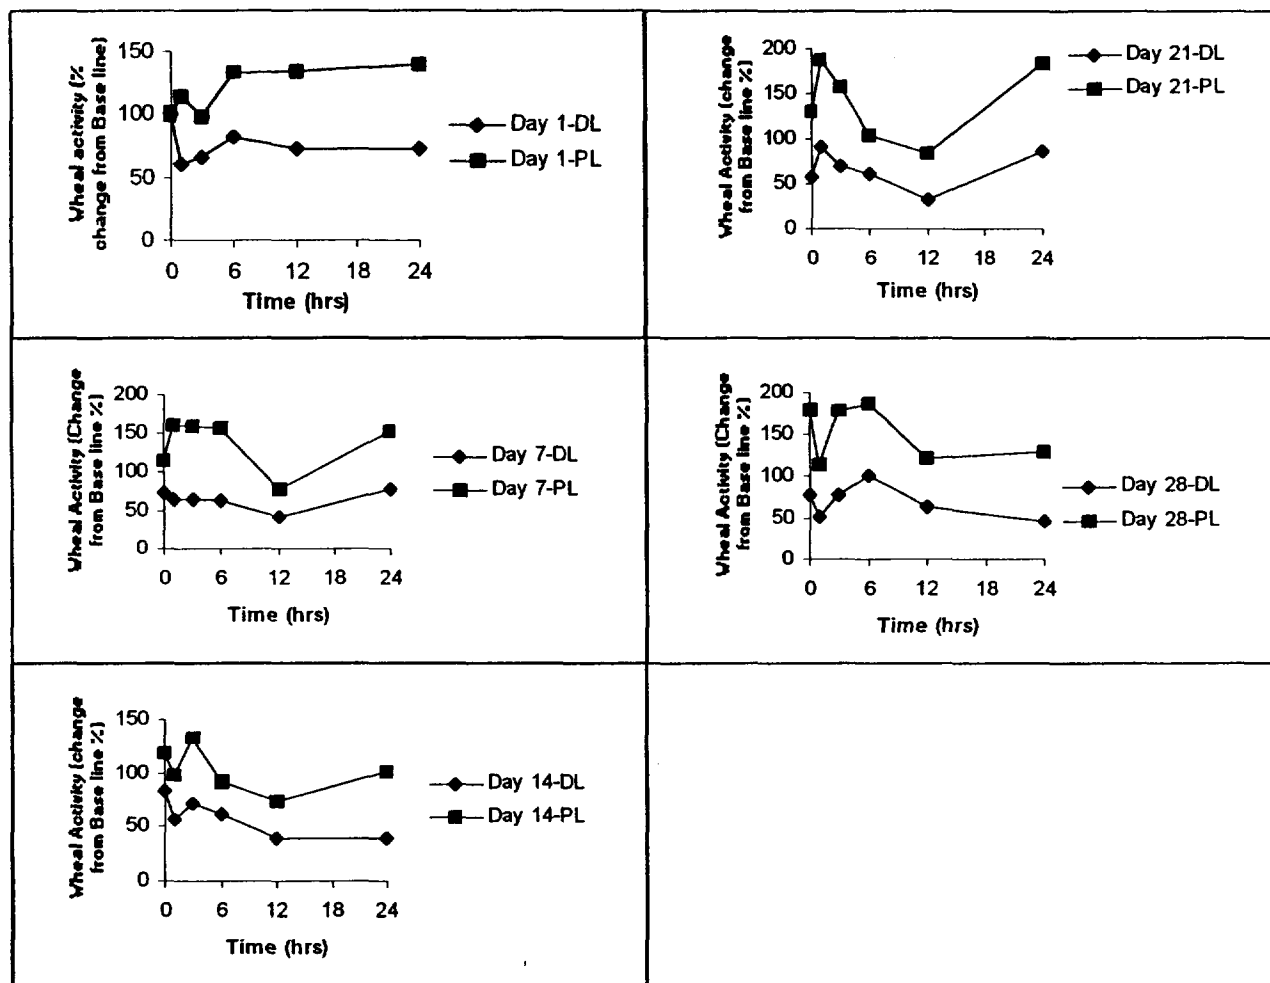 Wheal activity (%
change from Base line)
150
100
50
0
0 6 12 18 24
Time (hrs)
Day 1-DL
Day 1-PL
Wheal Activity (change
from Base line %)
200
150
100
50
0
0 6 12 18 24
Time (hrs)
Day 21-DL
Day 21-PL
Wheal Activity (Change
from Base line %)
200
150
100
50
0
0 6 12 18 24
Time (hrs)
Day 7-DL
Day 7-PL
Wheal Activity (Change
from Base line %)
200
150
100
50
0
0 6 12 18 24
Time (hrs)
Day 28-DL
Day 28-PL
Wheal Activity (change
from Base line %)
150
100
50
0
0 6 12 18 24
Time (hrs)
Day 14-DL
Day 14-PL